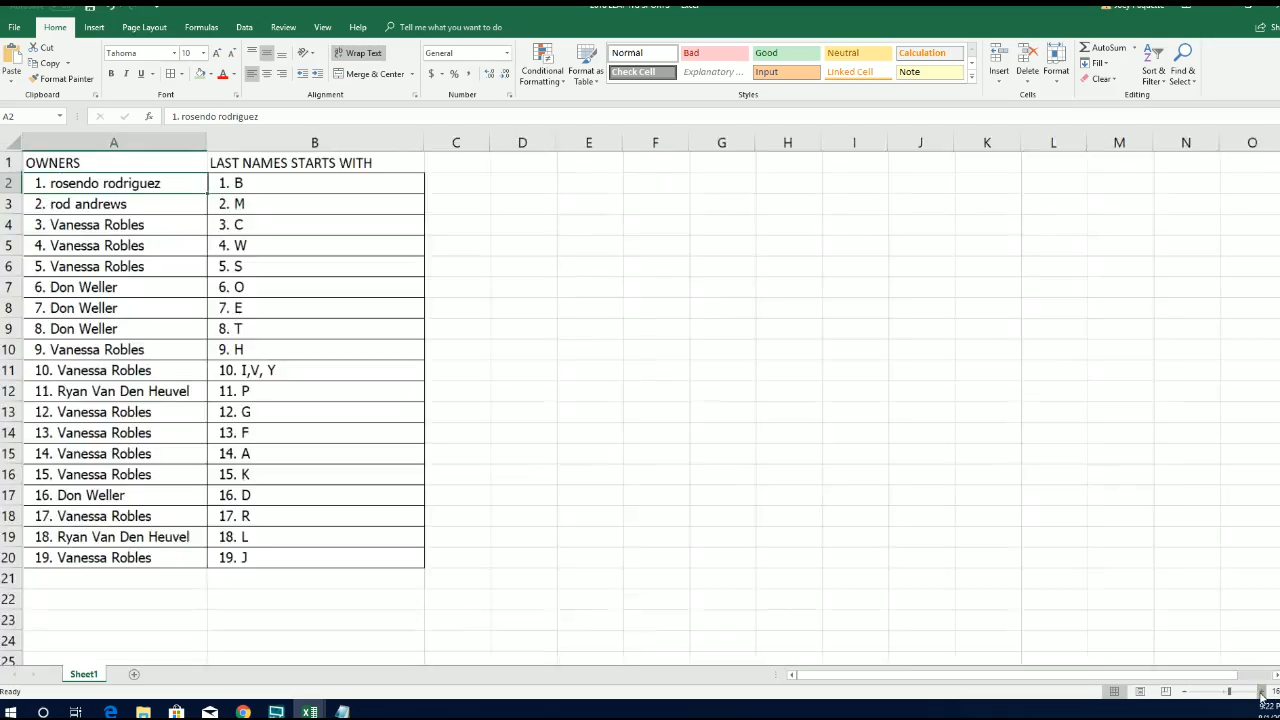 File Home Insert Page Layout Formulas Data Review View Help Tell me what you want to do
Cut Tahoma 10 Wrap Text General Normal Bad Good Neutral Calculation AutoSum
Copy
Paste Format Painter Merge & Center Conditional Formatting Format as Table Check Cell Explanatory ... Input Linked Cell Note Insert Delete Format Fill Clear Sort & Filter Find & Select
Clipboard Font Alignment Number Styles Cells Editing
A2 1. rosendo rodriguez
A B C D E F G H I J K L M N O
1 OWNERS LAST NAMES STARTS WITH
2 1. rosendo rodriguez 1. B
3 2. rod andrews 2. M
4 3. Vanessa Robles 3. C
5 4. Vanessa Robles 4. W
6 5. Vanessa Robles 5. S
7 6. Don Weller 6. O
8 7. Don Weller 7. E
9 8. Don Weller 8. T
10 9. Vanessa Robles 9. H
11 10. Vanessa Robles 10. I,V, Y
12 11. Ryan Van Den Heuvel 11. P
13 12. Vanessa Robles 12. G
14 13. Vanessa Robles 13. F
15 14. Vanessa Robles 14. A
16 15. Vanessa Robles 15. K
17 16. Don Weller 16. D
18 17. Vanessa Robles 17. R
19 18. Ryan Van Den Heuvel 18. L
20 19. Vanessa Robles 19. J
21
22
23
24
25
Sheet1
Ready
9:22 P